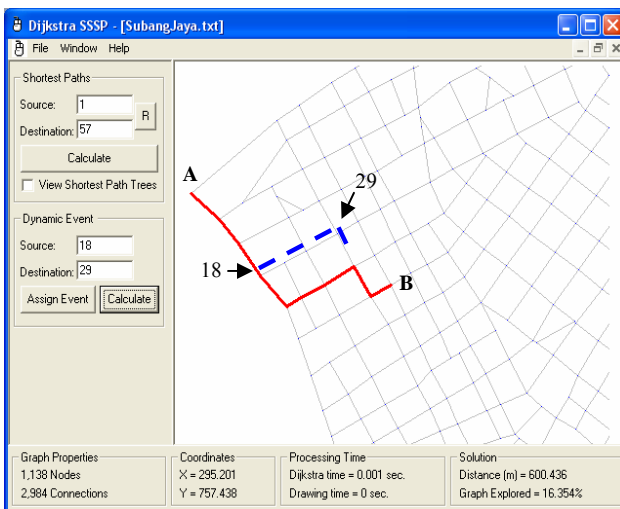 Dijkstra SSSP - [SubangJaya.txt]
File Window Help
Shortest Paths
Source: 1
R
Destination: 57
Calculate
View Shortest Path Trees
Dynamic Event
Source: 18
Destination: 29
Assign Event Calculate
A
29
18
B
Graph Properties
1,138 Nodes
2,984 Connections
Coordinates
X = 295.201
Y = 757.438
Processing Time
Dijkstra time = 0.001 sec.
Drawing time = 0 sec.
Solution
Distance (m) = 600.436
Graph Explored = 16.354%